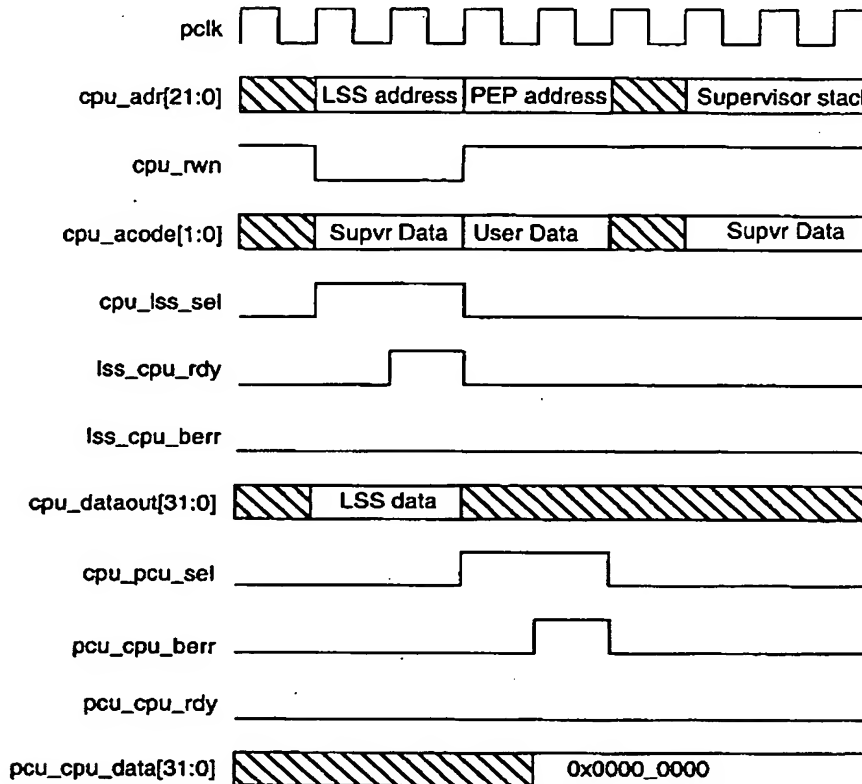 pclk
cpu_adr[21:0] LSS address PEP address Supervisor stack
cpu_rwn
cpu_acode[1:0] Supvr Data User Data Supvr Data
cpu_lss_sel
lss_cpu_rdy
lss_cpu_berr
cpu_dataout[31:0] LSS data
cpu_pcu_sel
pcu_cpu_berr
pcu_cpu_rdy
pcu_cpu_data[31:0] 0x0000_0000